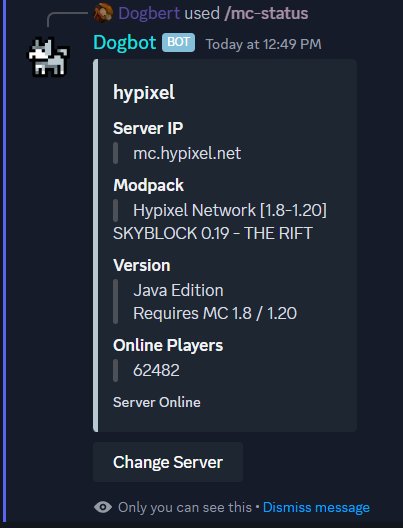 Dogbert used /mc-status
Dogbot BOT Today at 12:49 PM
hypixel
Server IP
mc.hypixel.net
Modpack
Hypixel Network [1.8-1.20]
SKYBLOCK 0.19 - THE RIFT
Version
Java Edition
Requires MC 1.8 / 1.20
Online Players
62482
Server Online
Change Server
Only you can see this • Dismiss message